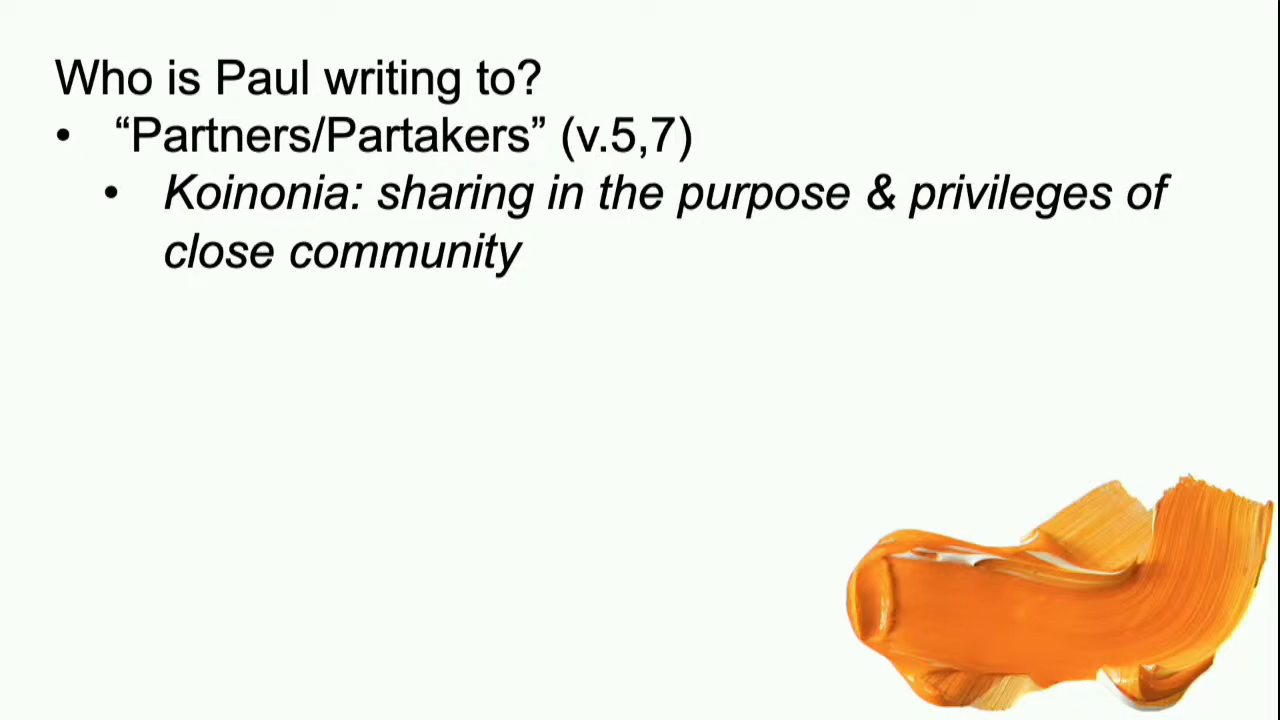 Who is Paul writing to?
• “Partners/Partakers” (v.5,7)
• Koinonia: sharing in the purpose & privileges of
close community